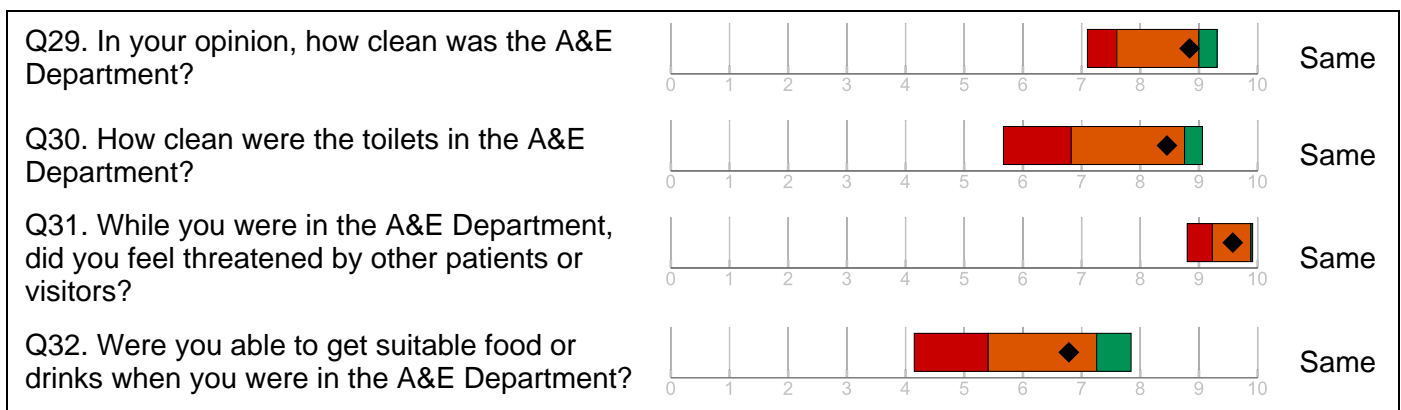 Q29. In your opinion, how clean was the A&E
Department?
0 1 2 3 4 5 6 7 8 9 10
Same
Q30. How clean were the toilets in the A&E
Department?
0 1 2 3 4 5 6 7 8 9 10
Same
Q31. While you were in the A&E Department,
did you feel threatened by other patients or
visitors?
0 1 2 3 4 5 6 7 8 9 10
Same
Q32. Were you able to get suitable food or
drinks when you were in the A&E Department?
0 1 2 3 4 5 6 7 8 9 10
Same